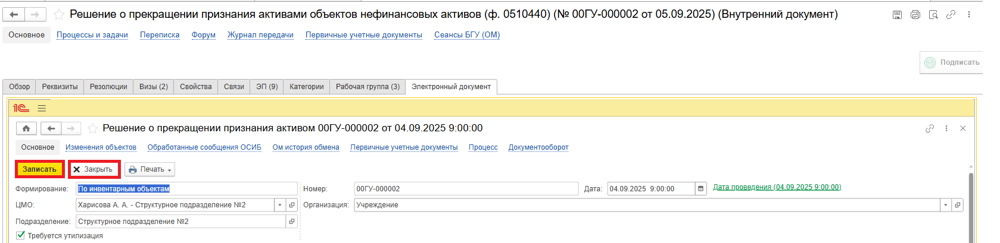 Решение о прекращении признания активами объектов нефинансовых активов (ф. 0510440) (№ 00ГУ-000002 от 05.09.2025) (Внутренний документ)
Основное Процессы и задачи Переписка Форум Журнал передачи Первичные учетные документы Сеансы БГУ (ОМ)
Подписать
Обзор Реквизиты Резолюции Визы (2) Свойства Связи ЭП (9) Категории Рабочая группа (3) Электронный документ
1С
Решение о прекращении признания активом 00ГУ-000002 от 04.09.2025 9:00:00
Основное Изменения объектов Обработанные сообщения ОСИБ Ом история обмена Первичные учетные документы Процесс Документооборот
Записать Закрыть Печать
Формирование: По инвентарным объектам Номер: 00ГУ-000002 Дата: 04.09.2025 9:00:00 Дата проведения (04.09.2025 9:00:00)
ЦМО: Харисова А. А. - Структурное подразделение №2 Организация: Учреждение
Подразделение: Структурное подразделение №2
Требуется утилизация